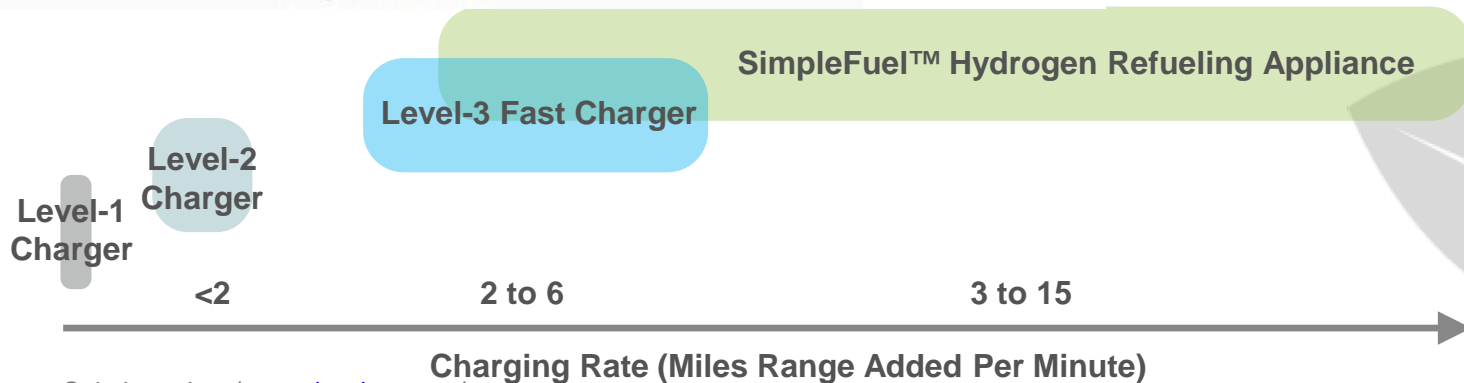 SimpleFuel™ Hydrogen Refueling Appliance
Level-3 Fast Charger
Level-2
Charger
Level-1
Charger
<2
2 to 6
3 to 15
Charging Rate (Miles Range Added Per Minute)